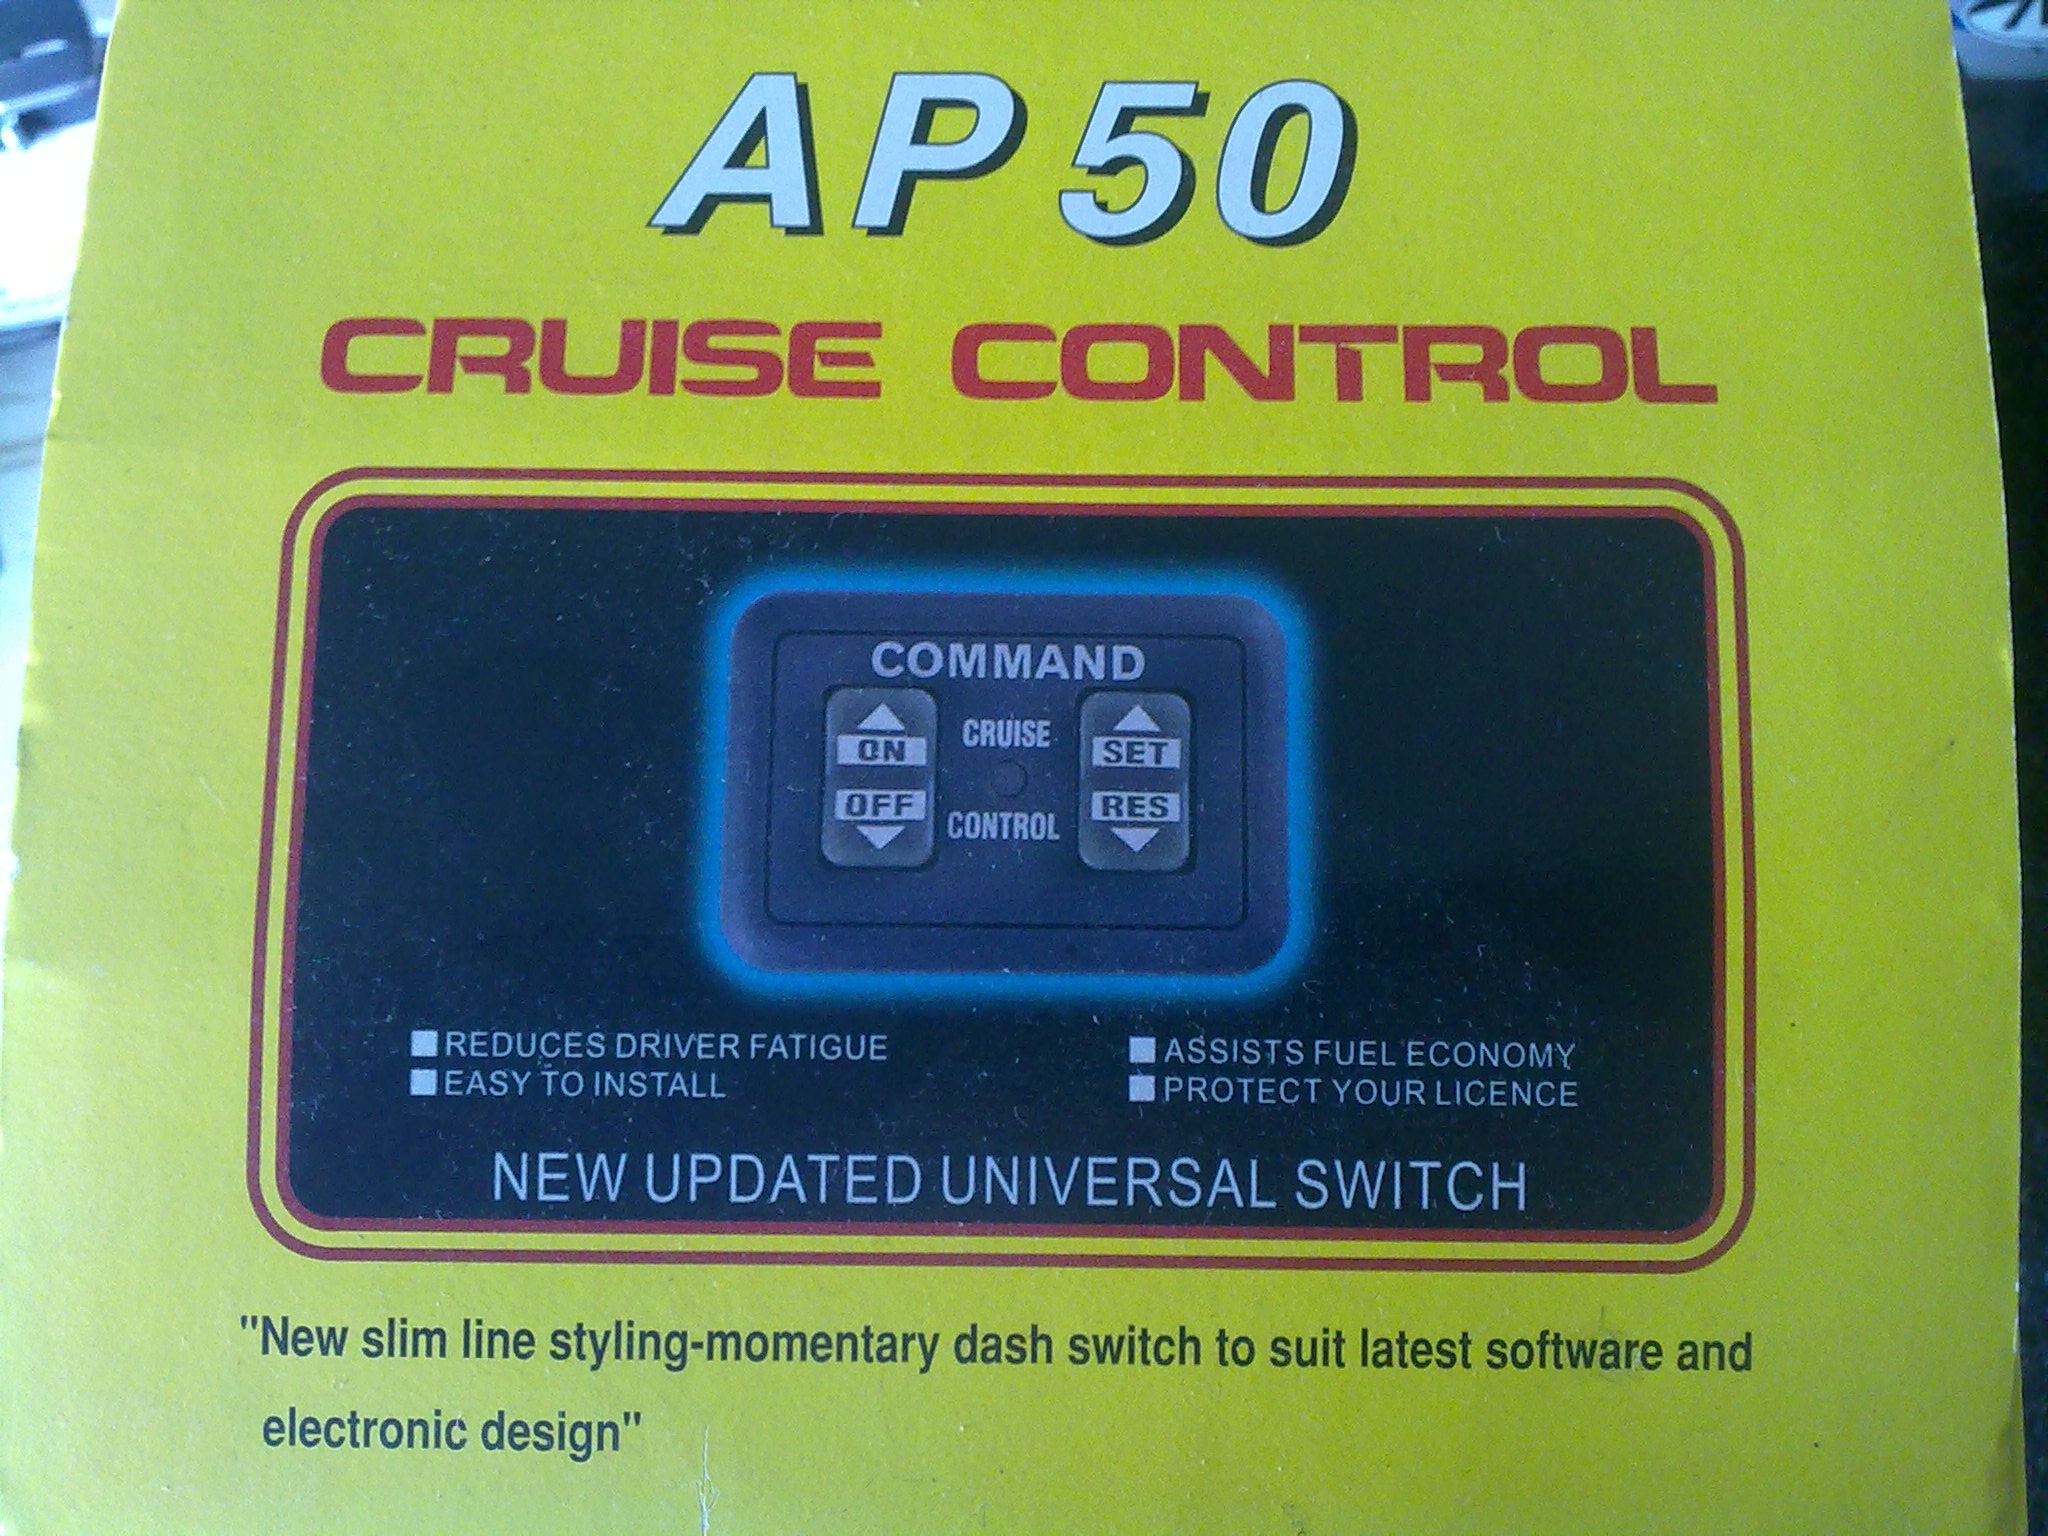 AP 50
CRUISE CONTROL
COMMAND
ON
OFF
CRUISE
CONTROL
SET
RES
REDUCES DRIVER FATIGUE
EASY TO INSTALL
ASSISTS FUEL ECONOMY
PROTECT YOUR LICENCE
NEW UPDATED UNIVERSAL SWITCH
"New slim line styling-momentary dash switch to suit latest software and
electronic design"